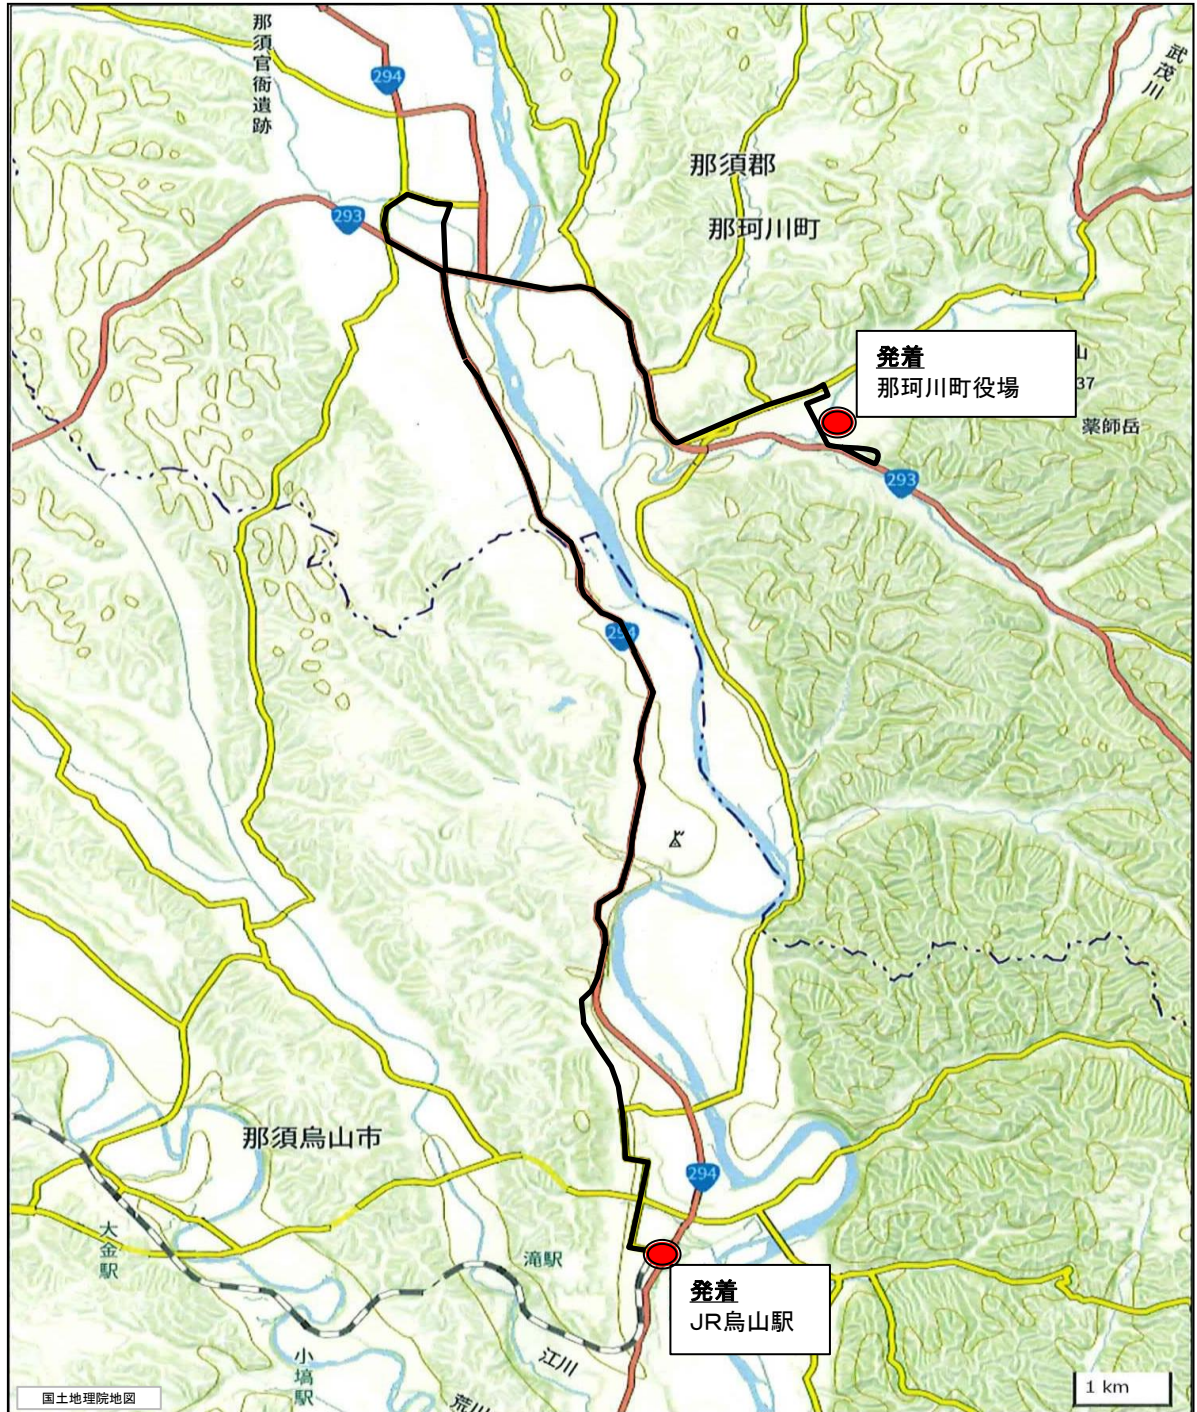 那須官衙遺跡
294
武茂川
那須郡
293
那珂川町
発着
那珂川町役場
山
37
薬師岳
293
294
那須烏山市
294
大金駅
滝駅
発着
JR烏山駅
江川
小塙駅
荒川
国土地理院地図
1 km